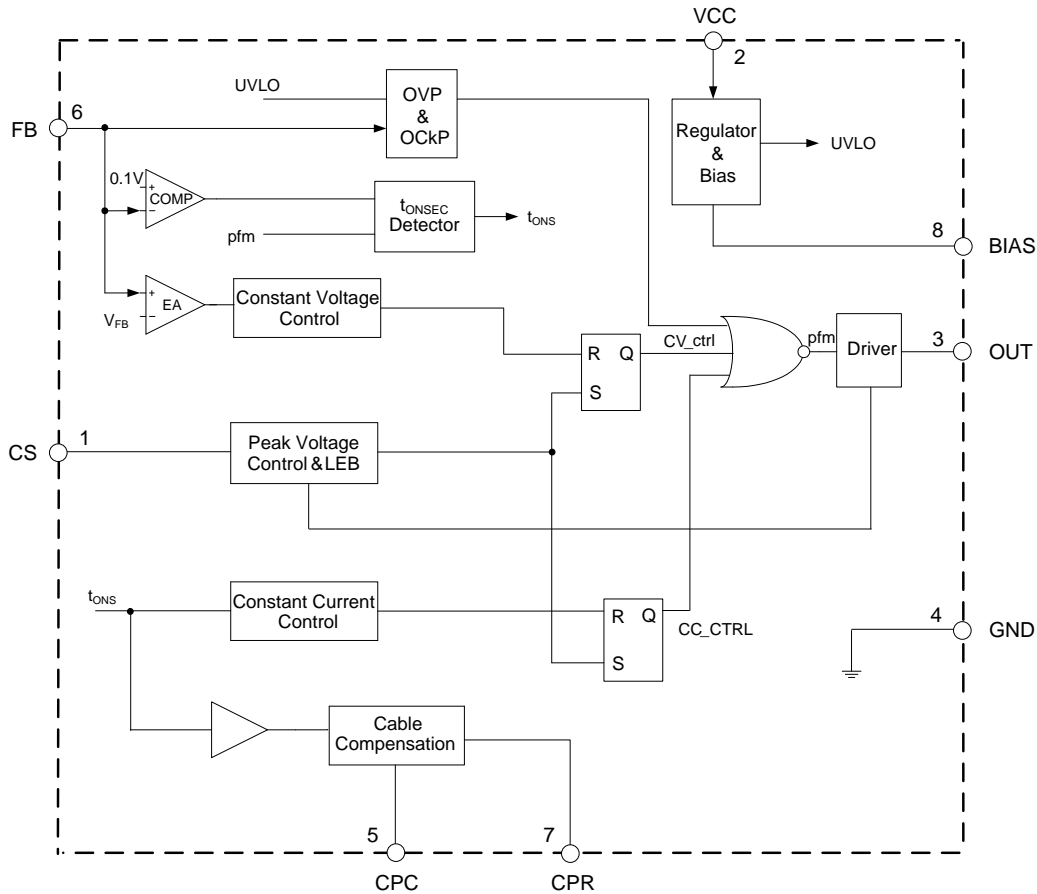 VCC
2
UVLO
OVP
&
OCkP
6
FB
Regulator
&
Bias
UVLO
0.1V
+
COMP
−
tONSEC
Detector
tONS
pfm
8
BIAS
+
EA
VFB
−
Constant Voltage
Control
R
Q
S
CV_ctrl
pfm
Driver
3
OUT
1
CS
Peak Voltage
Control & LEB
tONS
Constant Current
Control
R
Q
S
CC_CTRL
4
GND
Cable
Compensation
5
7
CPC
CPR